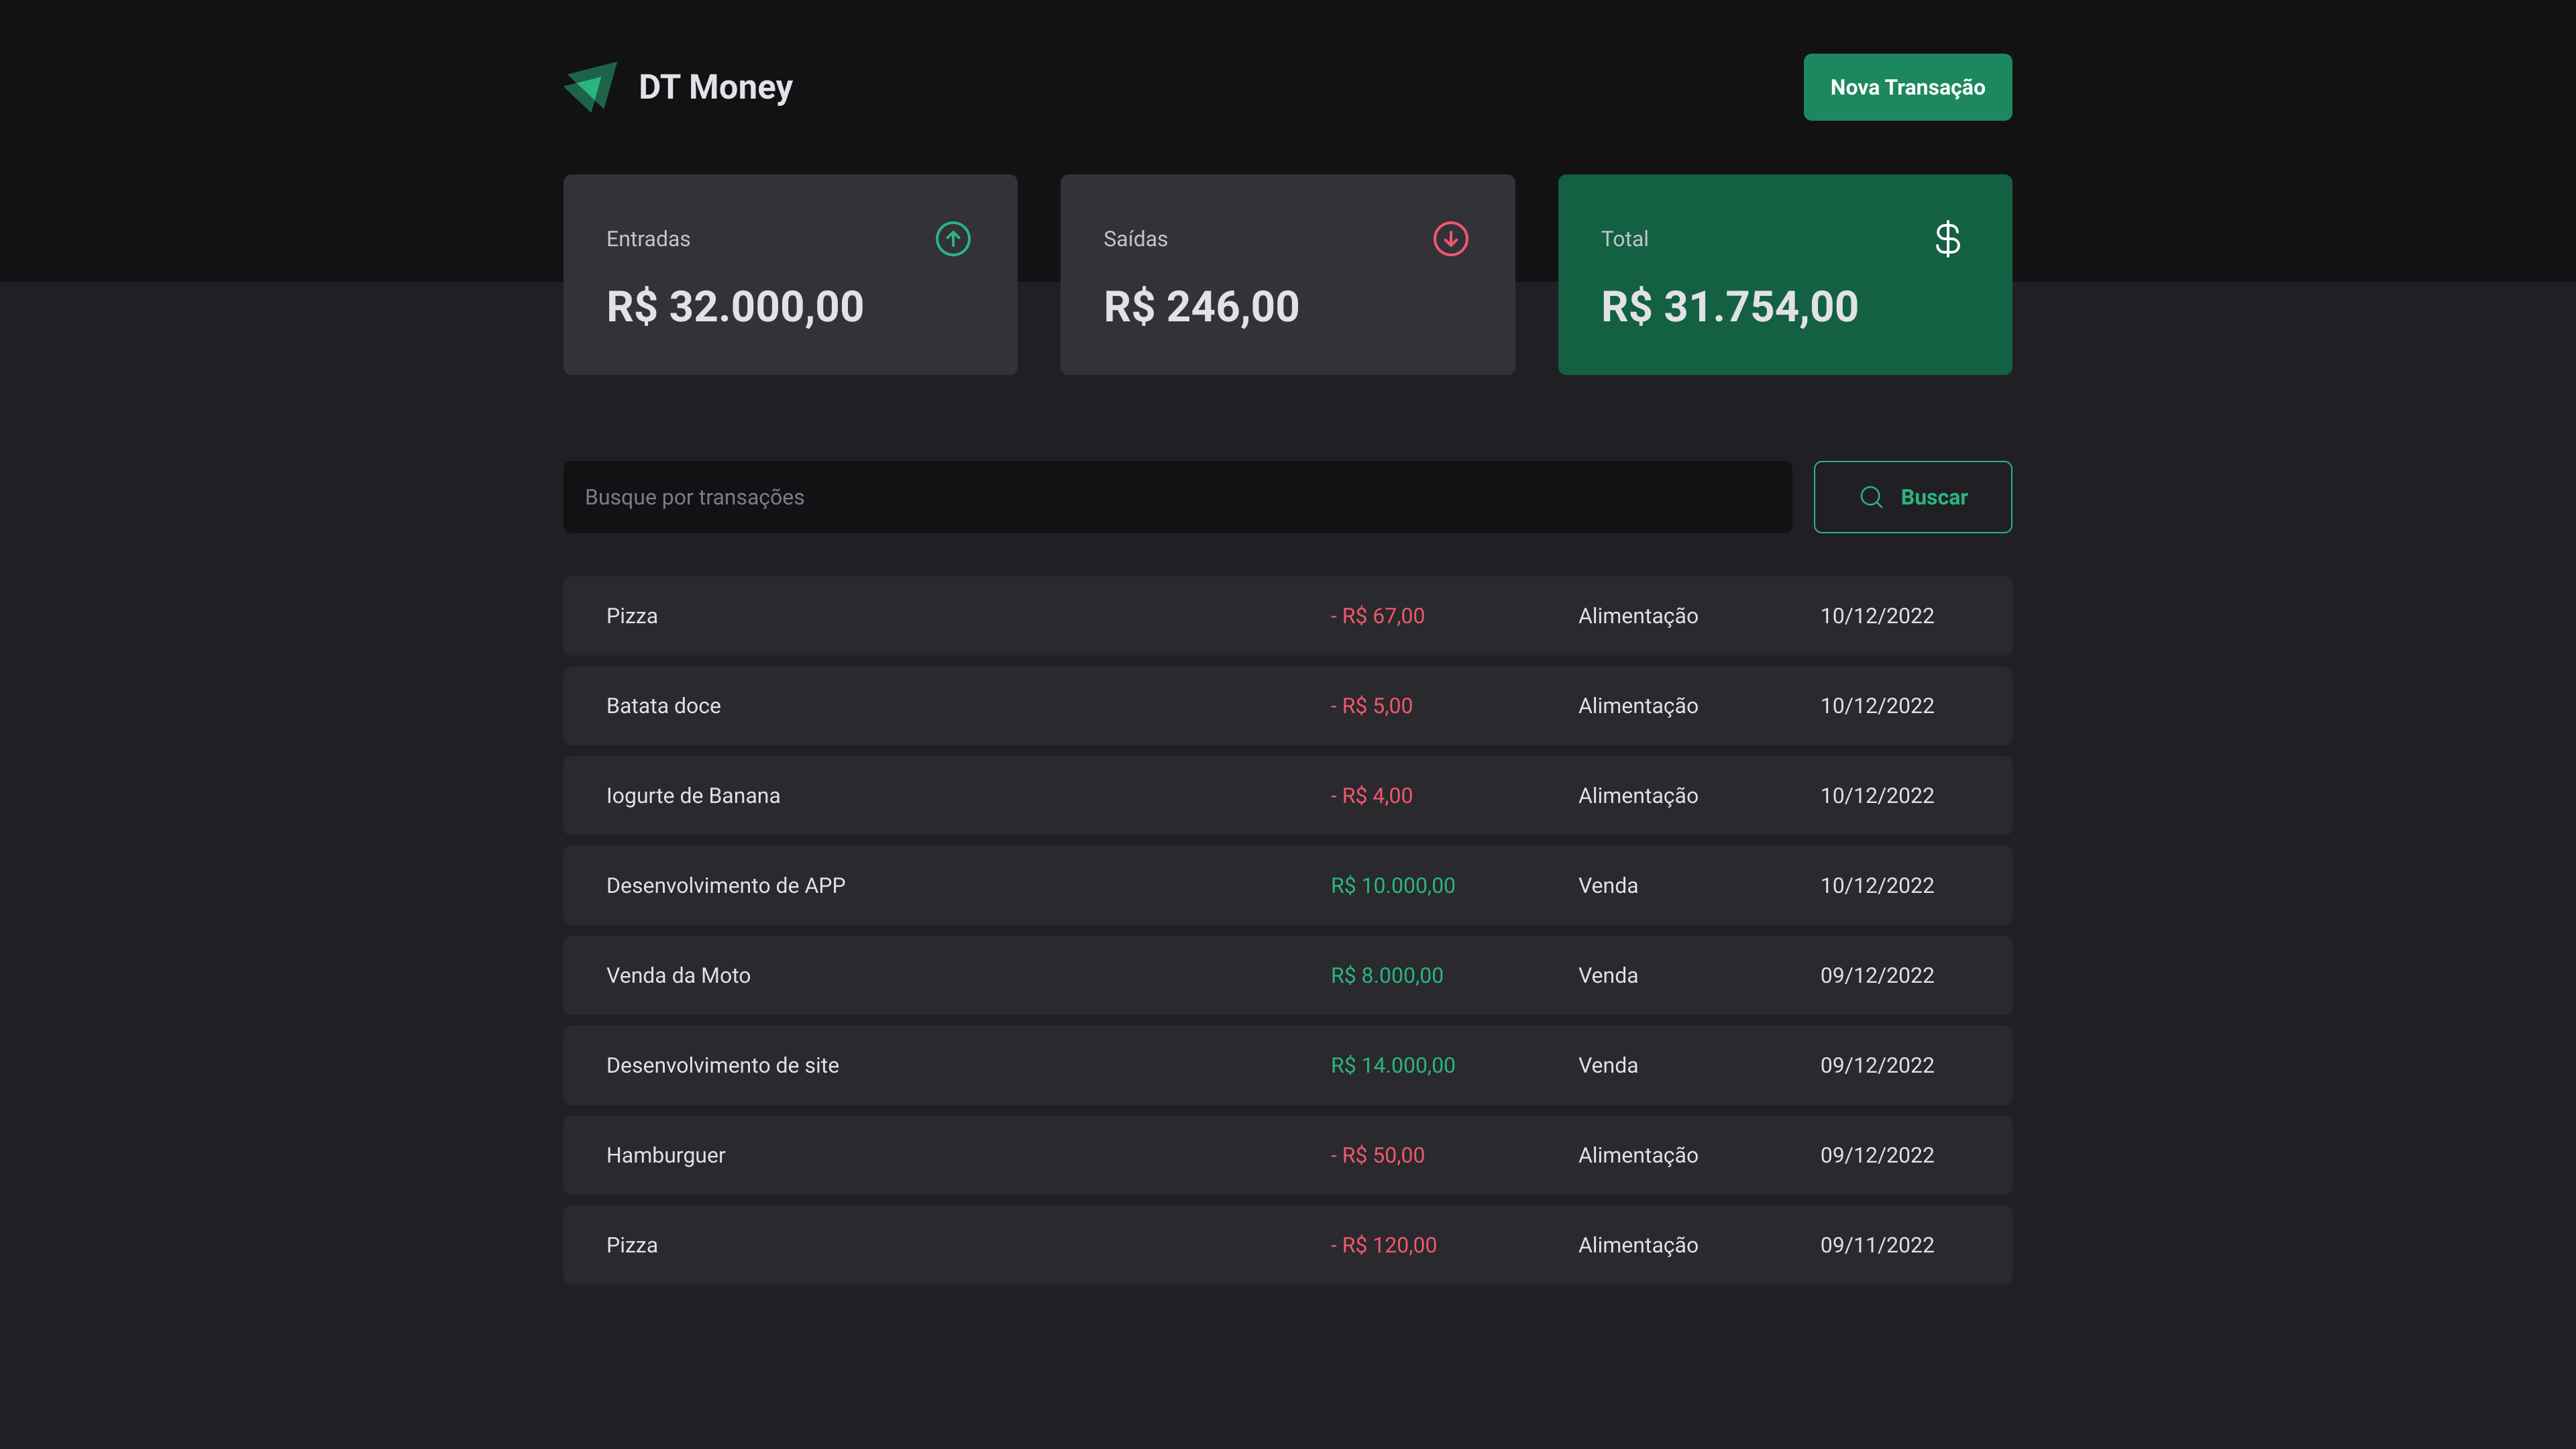 DT Money
Nova Transação
Entradas
R$ 32.000,00
Saídas
R$ 246,00
Total
$
R$ 31.754,00
Busque por transações
Buscar
Pizza - R$ 67,00 Alimentação 10/12/2022
Batata doce - R$ 5,00 Alimentação 10/12/2022
Iogurte de Banana - R$ 4,00 Alimentação 10/12/2022
Desenvolvimento de APP R$ 10.000,00 Venda 10/12/2022
Venda da Moto R$ 8.000,00 Venda 09/12/2022
Desenvolvimento de site R$ 14.000,00 Venda 09/12/2022
Hamburguer - R$ 50,00 Alimentação 09/12/2022
Pizza - R$ 120,00 Alimentação 09/11/2022